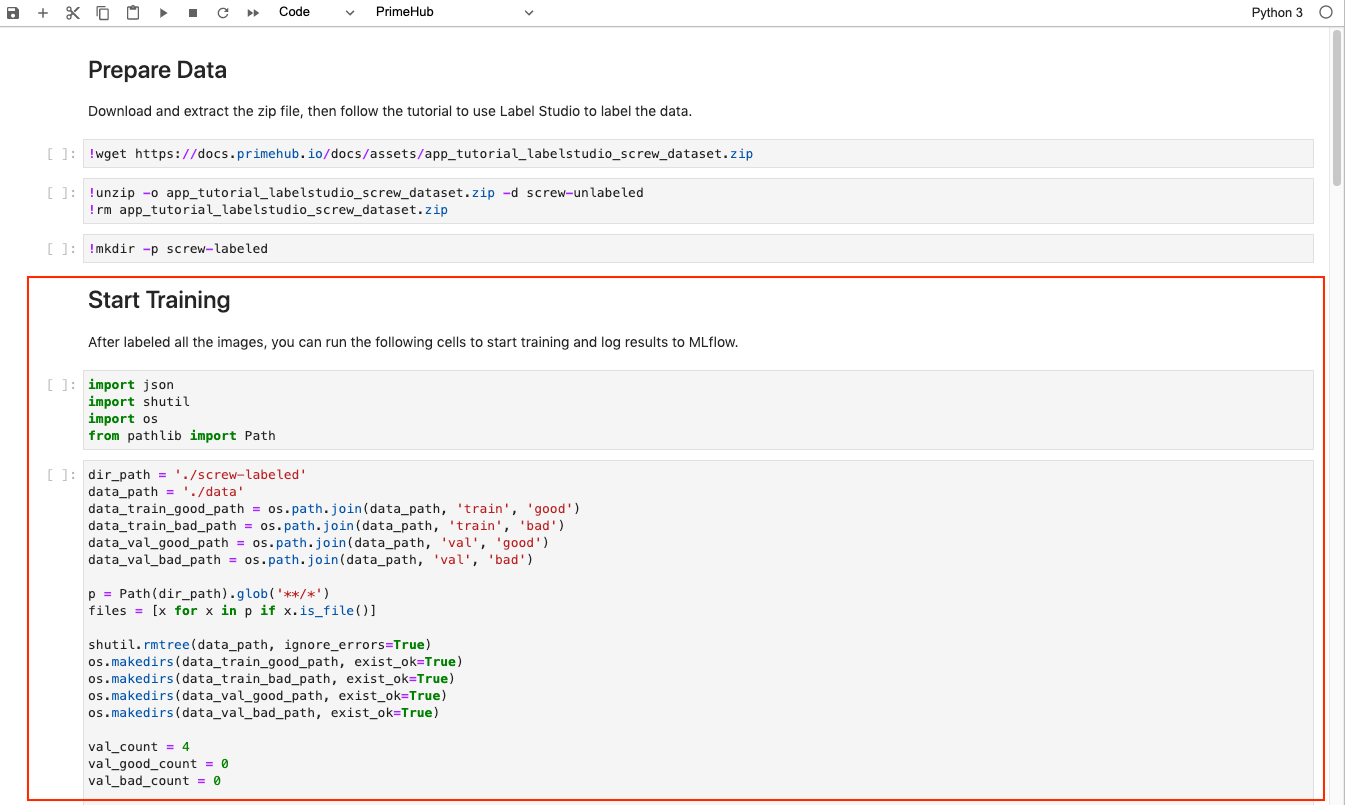 Code PrimeHub Python 3
Prepare Data
Download and extract the zip file, then follow the tutorial to use Label Studio to label the data.
[ ]: !wget https://docs.primehub.io/docs/assets/app_tutorial_labelstudio_screw_dataset.zip
[ ]: !unzip -o app_tutorial_labelstudio_screw_dataset.zip -d screw-unlabeled
!rm app_tutorial_labelstudio_screw_dataset.zip
[ ]: !mkdir -p screw-labeled
Start Training
After labeled all the images, you can run the following cells to start training and log results to MLflow.
[ ]: import json
import shutil
import os
from pathlib import Path
[ ]: dir_path = './screw-labeled'
data_path = './data'
data_train_good_path = os.path.join(data_path, 'train', 'good')
data_train_bad_path = os.path.join(data_path, 'train', 'bad')
data_val_good_path = os.path.join(data_path, 'val', 'good')
data_val_bad_path = os.path.join(data_path, 'val', 'bad')
p = Path(dir_path).glob('**/*')
files = [x for x in p if x.is_file()]
shutil.rmtree(data_path, ignore_errors=True)
os.makedirs(data_train_good_path, exist_ok=True)
os.makedirs(data_train_bad_path, exist_ok=True)
os.makedirs(data_val_good_path, exist_ok=True)
os.makedirs(data_val_bad_path, exist_ok=True)
val_count = 4
val_good_count = 0
val_bad_count = 0